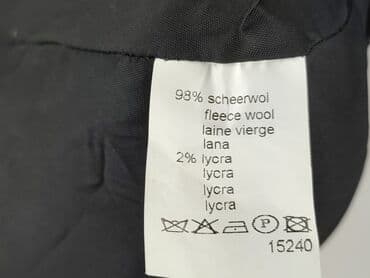 98% scheerwol
fleece wool
laine vierge
lana
2% lycra
lycra
lycra
lycra
P
15240